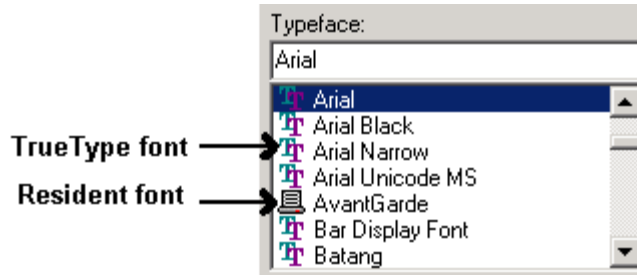 Typeface:
Arial
Arial
Arial Black
TrueType font
Arial Narrow
Arial Unicode MS
Resident font
AvantGarde
Bar Display Font
Batang